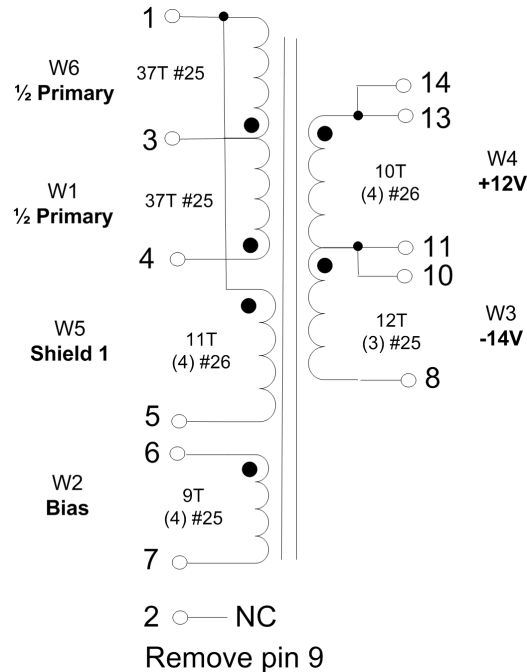 1
W6
½ Primary
37T #25
3
W1
½ Primary
37T #25
4
W5
Shield 1
11T
(4) #26
5
6
W2
Bias
9T
(4) #25
7
2
NC
Remove pin 9
14
13
10T
(4) #26
W4
+12V
11
10
12T
(3) #25
W3
-14V
8